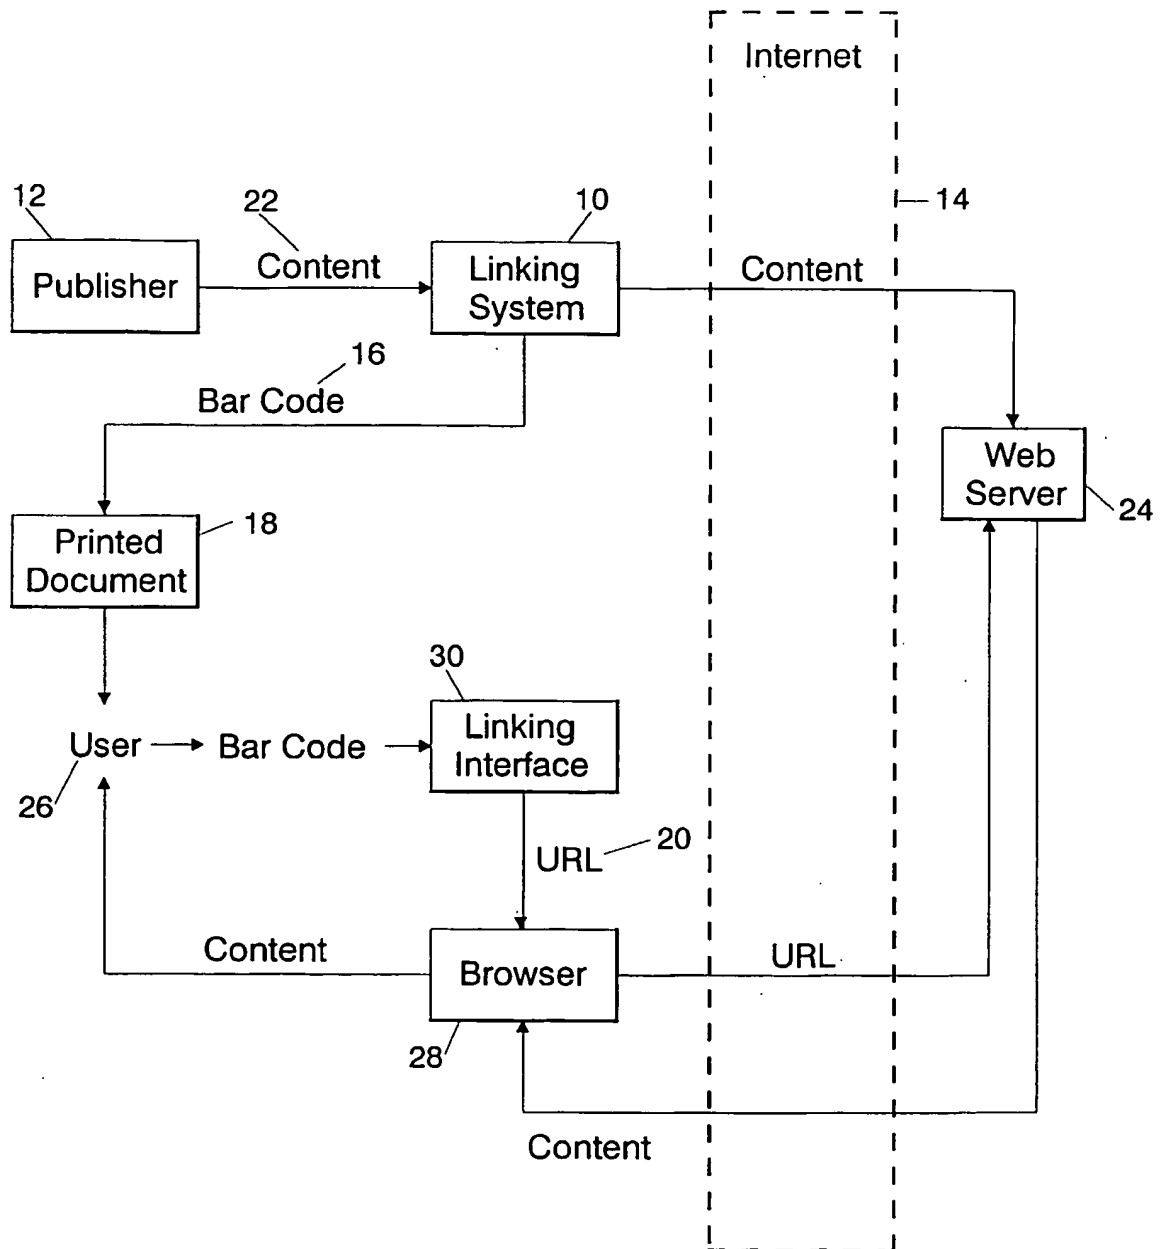 Internet
12
22
10
14
Publisher
Content
Linking
System
Content
16
Bar Code
Web
Server
24
18
Printed
Document
30
User
Bar Code
Linking
Interface
26
20
URL
Content
Browser
URL
28
Content